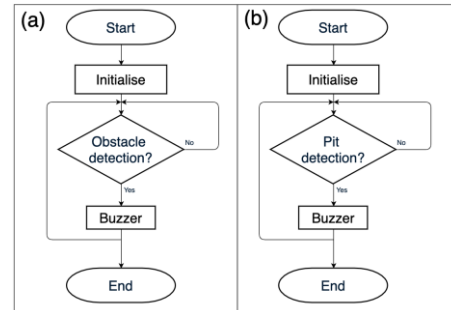 (a)
Start
Initialise
Obstacle
detection?
No
Yes
Buzzer
End
(b)
Start
Initialise
Pit
detection?
No
Yes
Buzzer
End